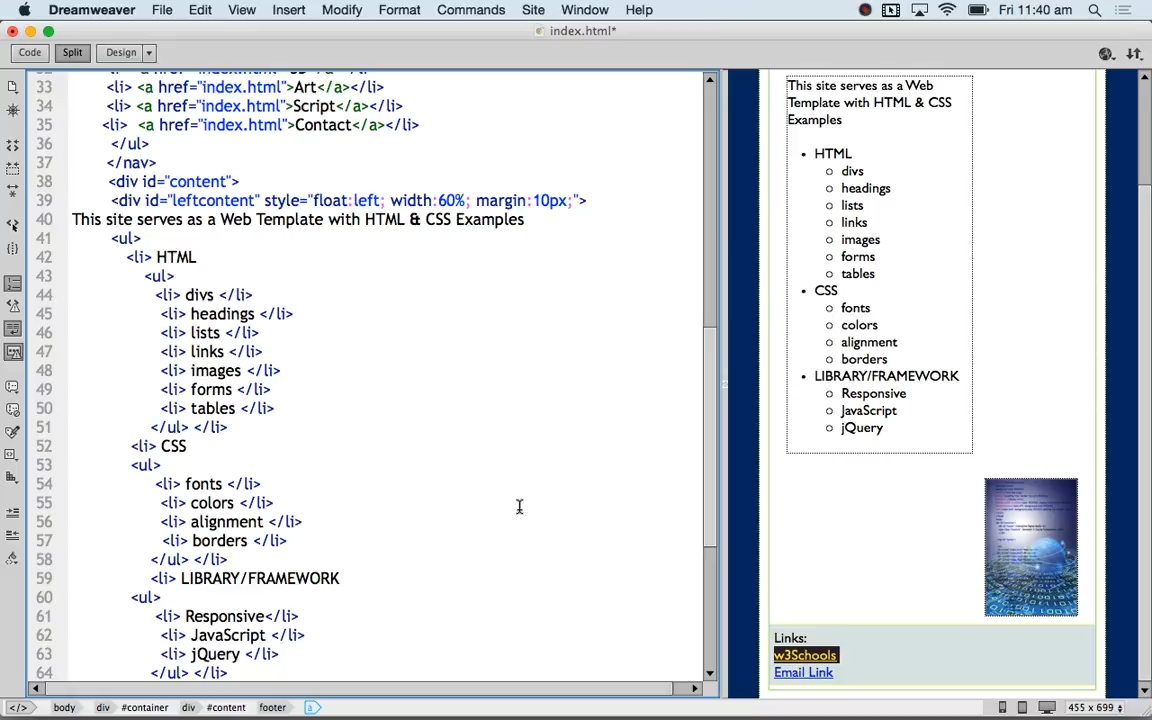 Dreamweaver File Edit View Insert Modify Format Commands Site Window Help Fri 11:40 am
index.html*
Code Split Design
33 <li> <a href="index.html">Art</a></li>
34 <li> <a href="index.html">Script</a></li>
35 <li> <a href="index.html">Contact</a></li>
36 </ul>
37 </nav>
38 <div id="content">
39 <div id="leftcontent" style="float:left; width:60%; margin:10px;">
40 This site serves as a Web Template with HTML & CSS Examples
41 <ul>
42 <li> HTML
43 <ul>
44 <li> divs </li>
45 <li> headings </li>
46 <li> lists </li>
47 <li> links </li>
48 <li> images </li>
49 <li> forms </li>
50 <li> tables </li>
51 </ul> </li>
52 <li> CSS
53 <ul>
54 <li> fonts </li>
55 <li> colors </li>
56 <li> alignment </li>
57 <li> borders </li>
58 </ul> </li>
59 <li> LIBRARY/FRAMEWORK
60 <ul>
61 <li> Responsive</li>
62 <li> JavaScript </li>
63 <li> jQuery </li>
64 </ul> </li>
This site serves as a Web
Template with HTML & CSS
Examples
• HTML
divs
headings
lists
links
images
forms
tables
• CSS
fonts
colors
alignment
borders
• LIBRARY/FRAMEWORK
Responsive
JavaScript
jQuery
Links:
w3Schools
Email Link
</> body div #container div #content footer a 455 x 699